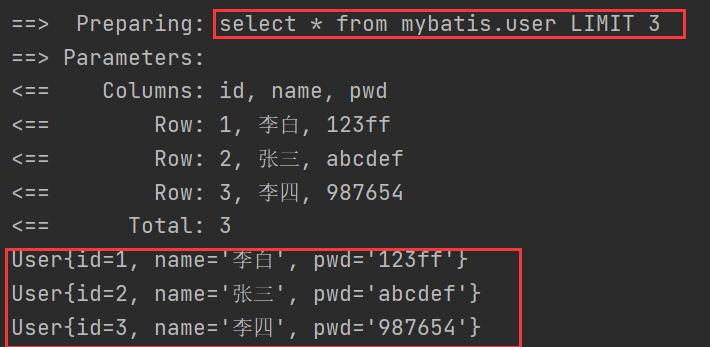 ==>  Preparing: select * from mybatis.user LIMIT 3
==> Parameters:
<==    Columns: id, name, pwd
<==        Row: 1, 李白, 123ff
<==        Row: 2, 张三, abcdef
<==        Row: 3, 李四, 987654
<==      Total: 3
User{id=1, name='李白', pwd='123ff'}
User{id=2, name='张三', pwd='abcdef'}
User{id=3, name='李四', pwd='987654'}